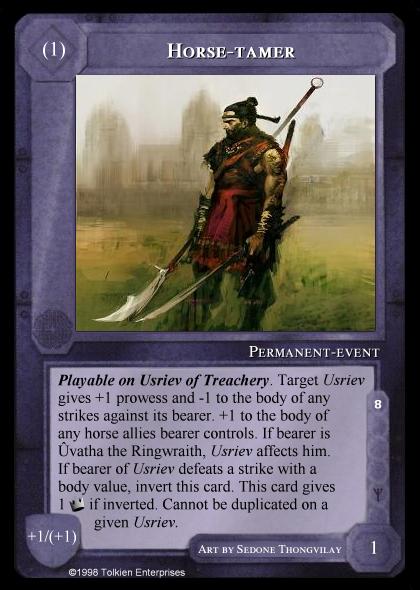 (1)
HORSE-TAMER
PERMANENT-EVENT
Playable on Usriev of Treachery. Target Usriev
gives +1 prowess and -1 to the body of any
strikes against its bearer. +1 to the body of
any horse allies bearer controls. If bearer is
Ûvatha the Ringwraith, Usriev affects him.
If bearer of Usriev defeats a strike with a
body value, invert this card. This card gives
1 if inverted. Cannot be duplicated on a
given Usriev.
8
+1/(+1)
ART BY SEDONE THONGVILAY
1
©1998 Tolkien Enterprises